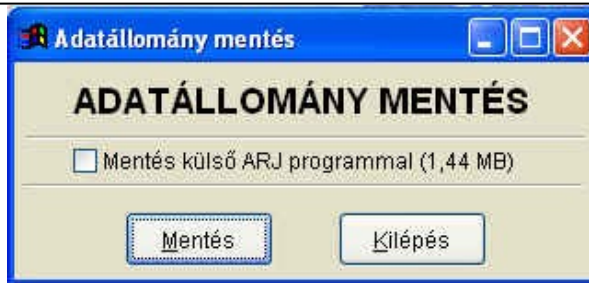 Adatállomány mentés
ADATÁLLOMÁNY MENTÉS
Mentés külső ARJ programmal (1,44 MB)
Mentés
Kilépés